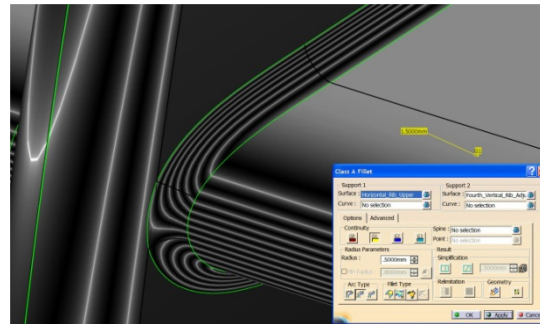 .5000mm
Class A Fillet
Support 1
Support 2
Surface : Horizontal_Rib_Upper
Surface : Fourth_Vertical_Rib_Adj..
Curve : No selection
Curve : No selection
Options
Advanced
Continuity
Spine : No selection
Point : No selection
Radius Parameters
Result
Radius :
.5000mm
Simplification
Min Radius
Arc Type
Fillet Type
Relimitation
Geometry
OK
Apply
Cancel